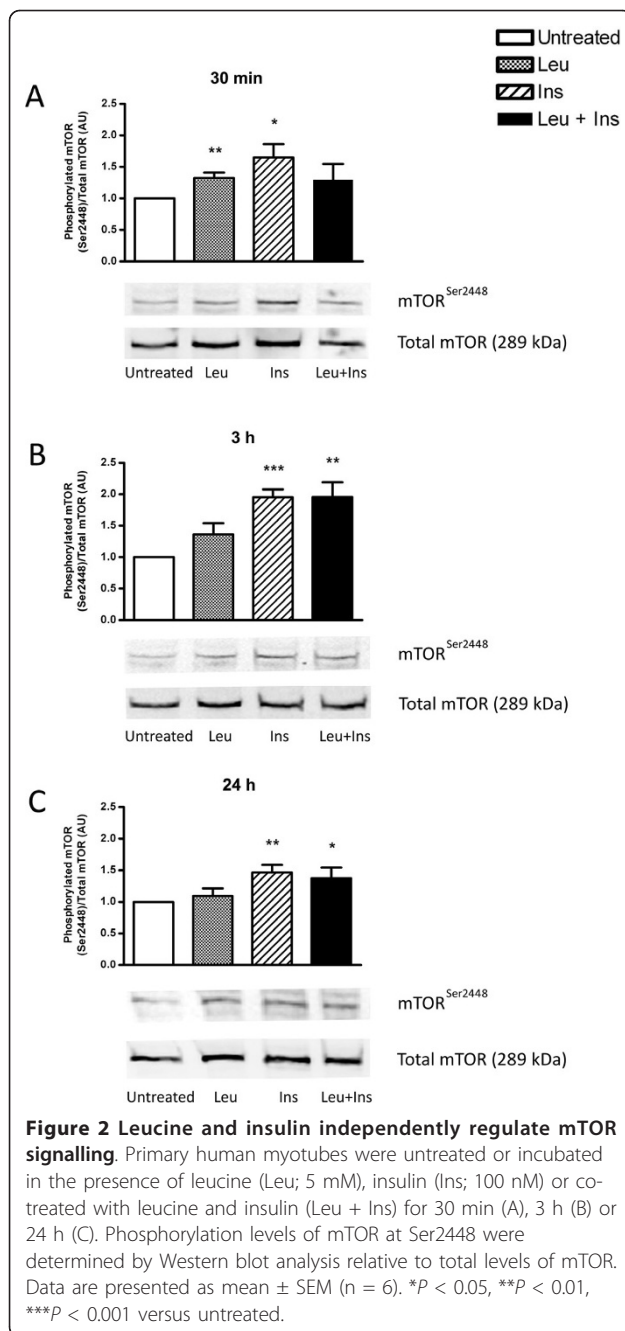 Untreated
Leu
Ins
Leu + Ins
A
30 min
Phosphorylated mTOR
(Ser2448)/Total mTOR (AU)
2.5
2.0
1.5
1.0
0.5
0.0
**
*
mTOR^Ser2448
Total mTOR (289 kDa)
Untreated Leu Ins Leu+Ins
B
3 h
Phosphorylated mTOR
(Ser2448)/Total mTOR (AU)
2.5
2.0
1.5
1.0
0.5
0.0
***
**
mTOR^Ser2448
Total mTOR (289 kDa)
Untreated Leu Ins Leu+Ins
C
24 h
Phosphorylated mTOR
(Ser2448)/Total mTOR (AU)
2.5
2.0
1.5
1.0
0.5
0.0
**
*
mTOR^Ser2448
Total mTOR (289 kDa)
Untreated Leu Ins Leu+Ins
Figure 2 Leucine and insulin independently regulate mTOR
signalling. Primary human myotubes were untreated or incubated
in the presence of leucine (Leu; 5 mM), insulin (Ins; 100 nM) or co-
treated with leucine and insulin (Leu + Ins) for 30 min (A), 3 h (B) or
24 h (C). Phosphorylation levels of mTOR at Ser2448 were
determined by Western blot analysis relative to total levels of mTOR.
Data are presented as mean ± SEM (n = 6). *P < 0.05, **P < 0.01,
***P < 0.001 versus untreated.